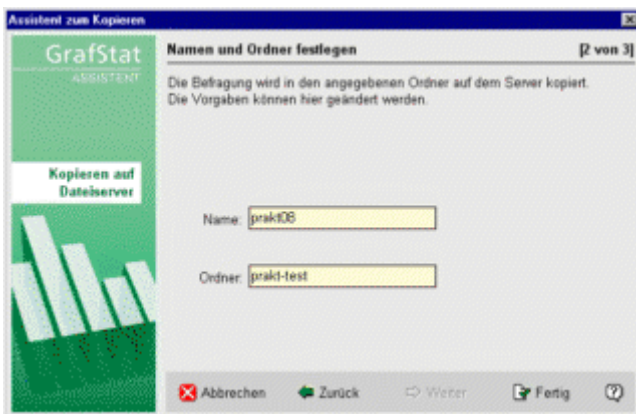 Assistent zum Kopieren
GrafStat
ASSISTENT
Namen und Ordner festlegen [2 von 3]
Die Befragung wird in den angegebenen Ordner auf dem Server kopiert.
Die Vorgaben können hier geändert werden.
Kopieren auf
Dateiserver
Name: prakt08
Ordner: prakt-test
Abbrechen Zurück Weiter Fertig